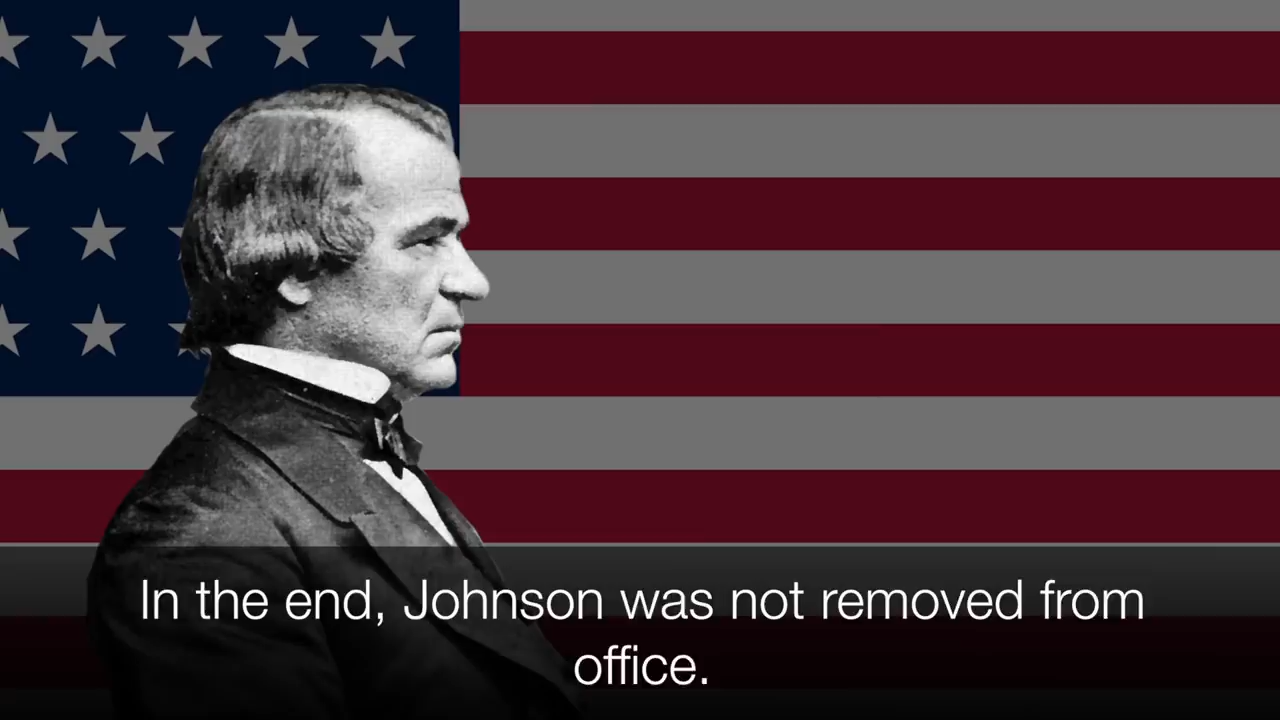 In the end, Johnson was not removed from
office.